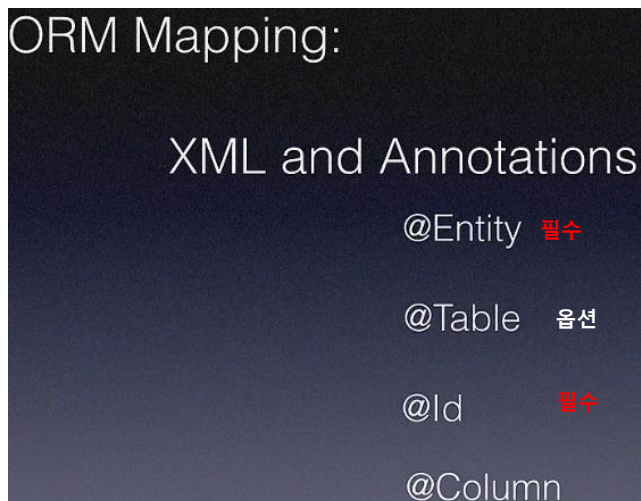 ORM Mapping:
XML and Annotations
@Entity 필수
@Table 옵션
@Id 필수
@Column